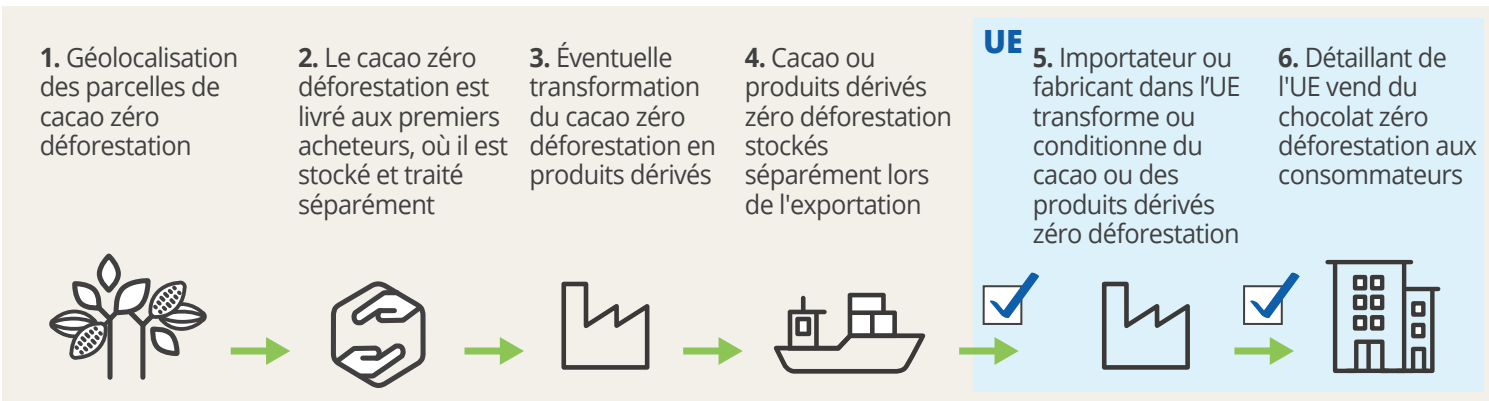 1. Géolocalisation
des parcelles de
cacao zéro
déforestation
2. Le cacao zéro
déforestation est
livré aux premiers
acheteurs, où il est
stocké et traité
séparément
3. Éventuelle
transformation
du cacao zéro
déforestation en
produits dérivés
4. Cacao ou
produits dérivés
zéro déforestation
stockés
séparément lors
de l'exportation
UE
5. Importateur ou
fabricant dans l’UE
transforme ou
conditionne du
cacao ou des
produits dérivés
zéro déforestation
6. Détaillant de
l'UE vend du
chocolat zéro
déforestation aux
consommateurs